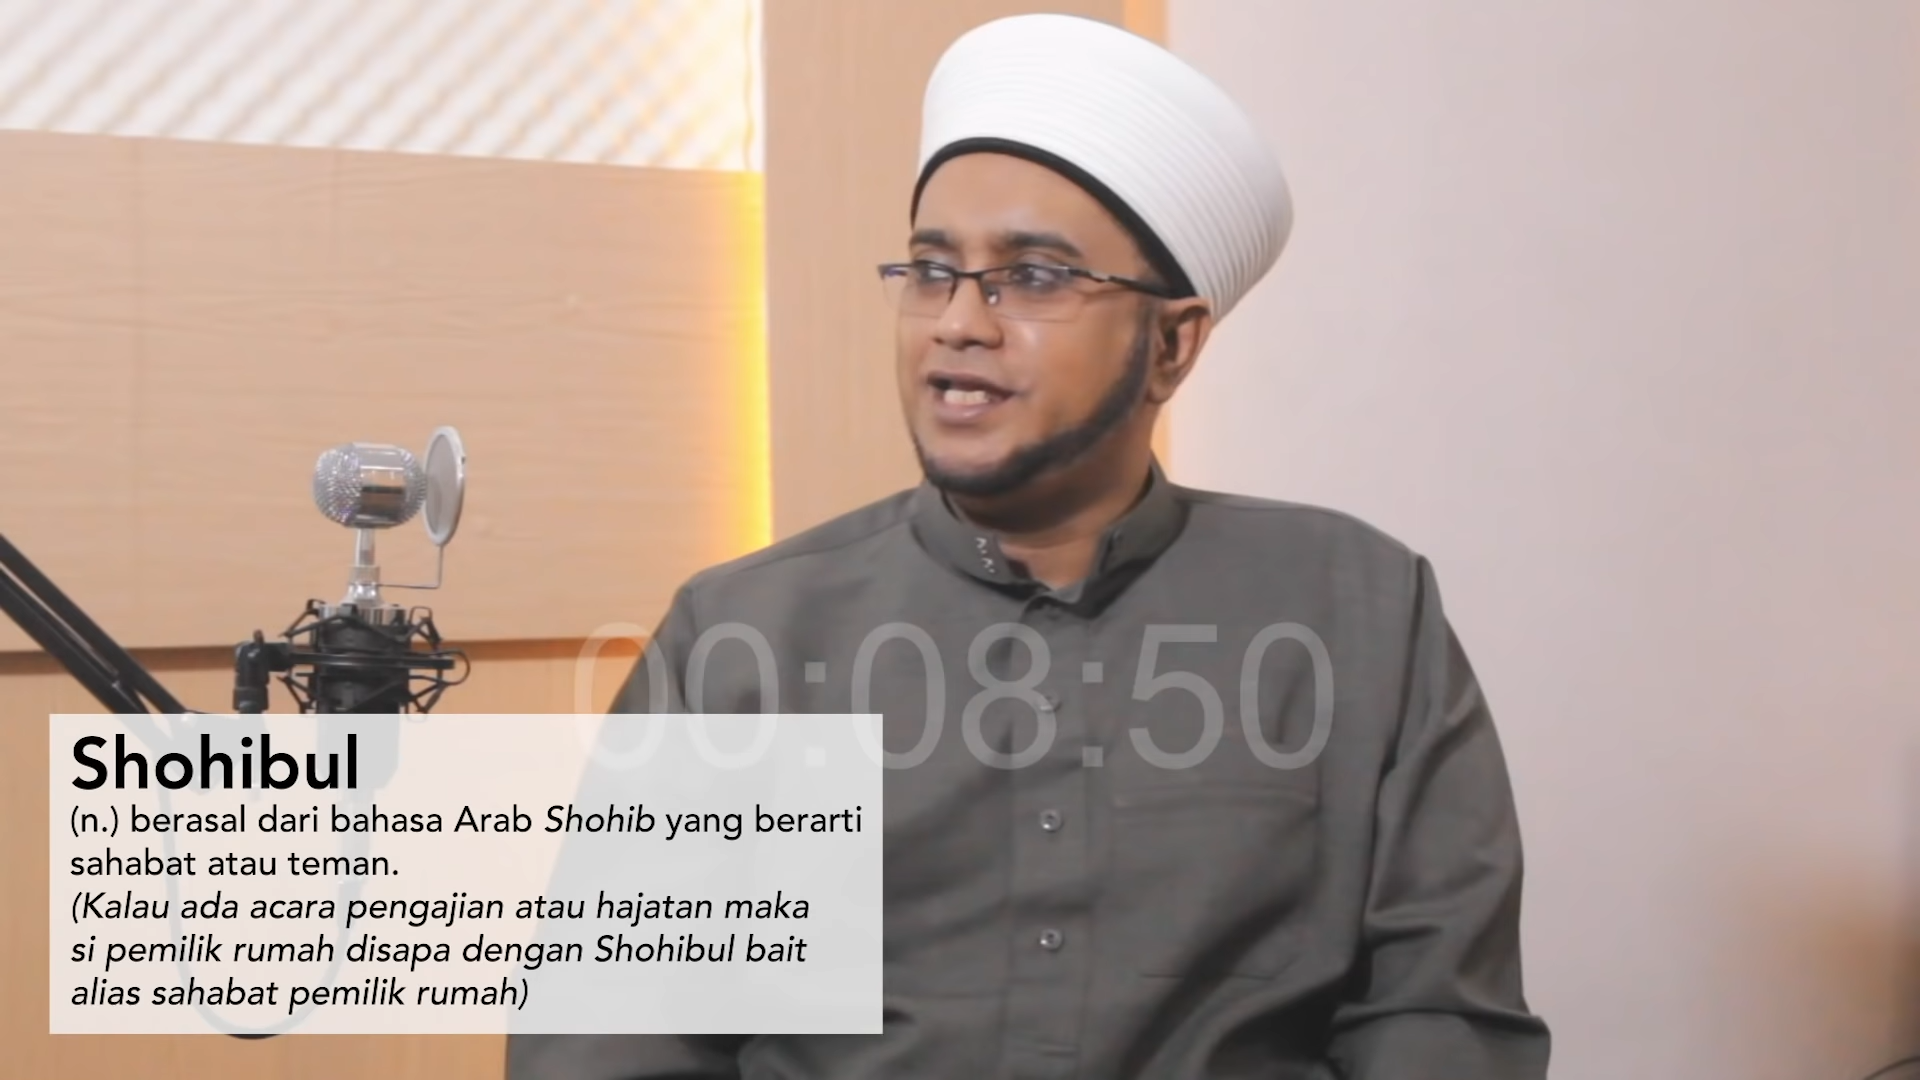 00:08:50
Shohibul
(n.) berasal dari bahasa Arab Shohib yang berarti
sahabat atau teman.
(Kalau ada acara pengajian atau hajatan maka
si pemilik rumah disapa dengan Shohibul bait
alias sahabat pemilik rumah)